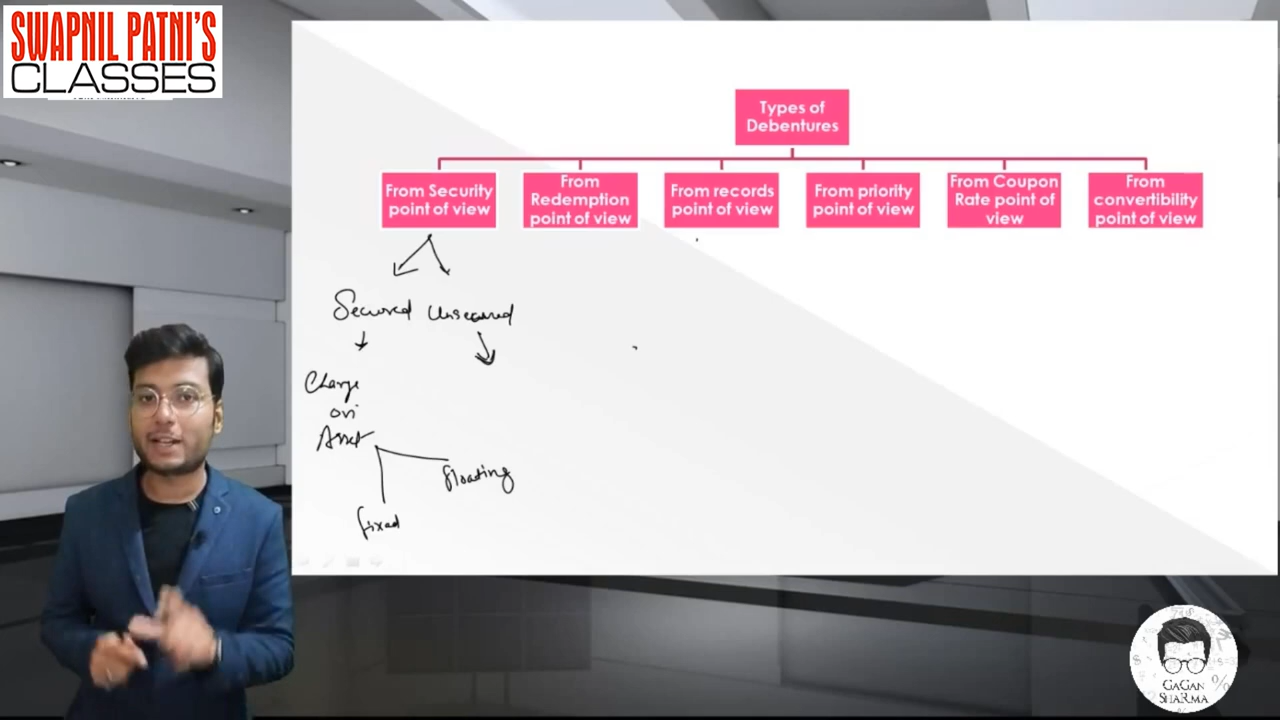 SWAPNIL PATNI'S
CLASSES
Types of
Debentures
From Security
point of view
From
Redemption
point of view
From records
point of view
From priority
point of view
From Coupon
Rate point of
view
From
convertibility
point of view
Secured Unsecured
Charge
on
Asset
floating
fixed
GAGAN
SHARMA